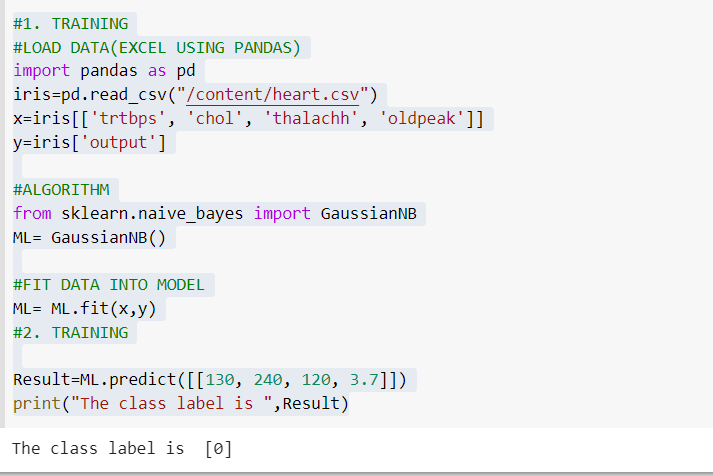 #1. TRAINING
#LOAD DATA(EXCEL USING PANDAS)
import pandas as pd
iris=pd.read_csv("/content/heart.csv")
x=iris[['trtbps', 'chol', 'thalachh', 'oldpeak']]
y=iris['output']
#ALGORITHM
from sklearn.naive_bayes import GaussianNB
ML= GaussianNB()
#FIT DATA INTO MODEL
ML= ML.fit(x,y)
#2. TRAINING
Result=ML.predict([[130, 240, 120, 3.7]])
print("The class label is ",Result)
The class label is  [0]